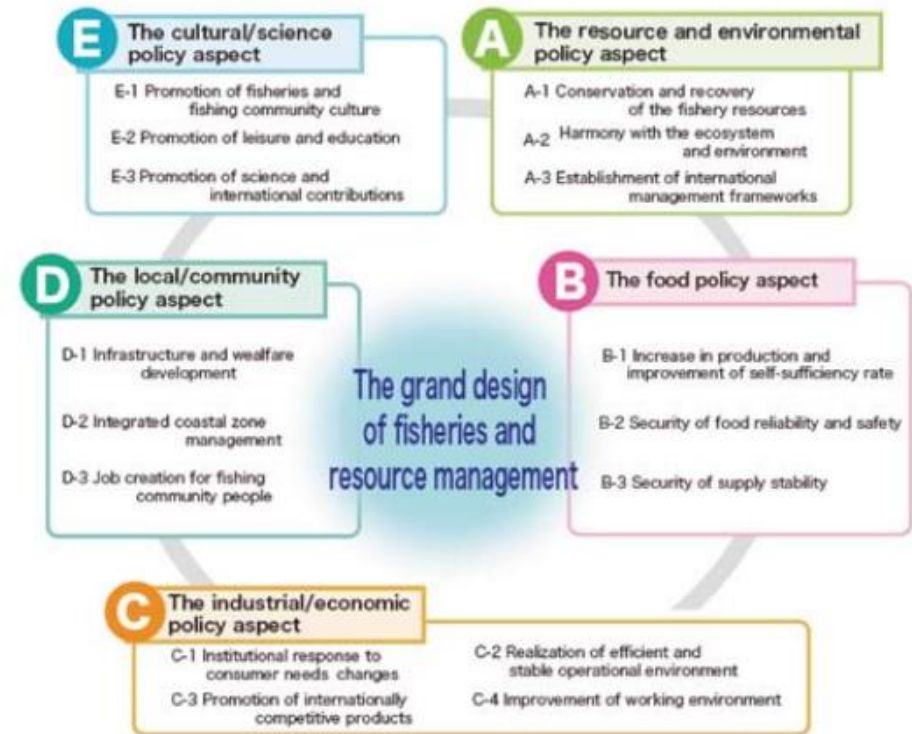 E
The cultural/science
policy aspect
E-1 Promotion of fisheries and
fishing community culture
E-2 Promotion of leisure and education
E-3 Promotion of science and
international contributions
A
The resource and environmental
policy aspect
A-1 Conservation and recovery
of the fishery resources
A-2 Harmony with the ecosystem
and environment
A-3 Establishment of international
management frameworks
D
The local/community
policy aspect
D-1 Infrastructure and wealfare
development
D-2 Integrated coastal zone
management
D-3 Job creation for fishing
community people
The grand design
of fisheries and
resource management
B
The food policy aspect
B-1 Increase in production and
improvement of self-sufficiency rate
B-2 Security of food reliability and safety
B-3 Security of supply stability
C
The industrial/economic
policy aspect
C-1 Institutional response to
consumer needs changes
C-2 Realization of efficient and
stable operational environment
C-3 Promotion of internationally
competitive products
C-4 Improvement of working environment